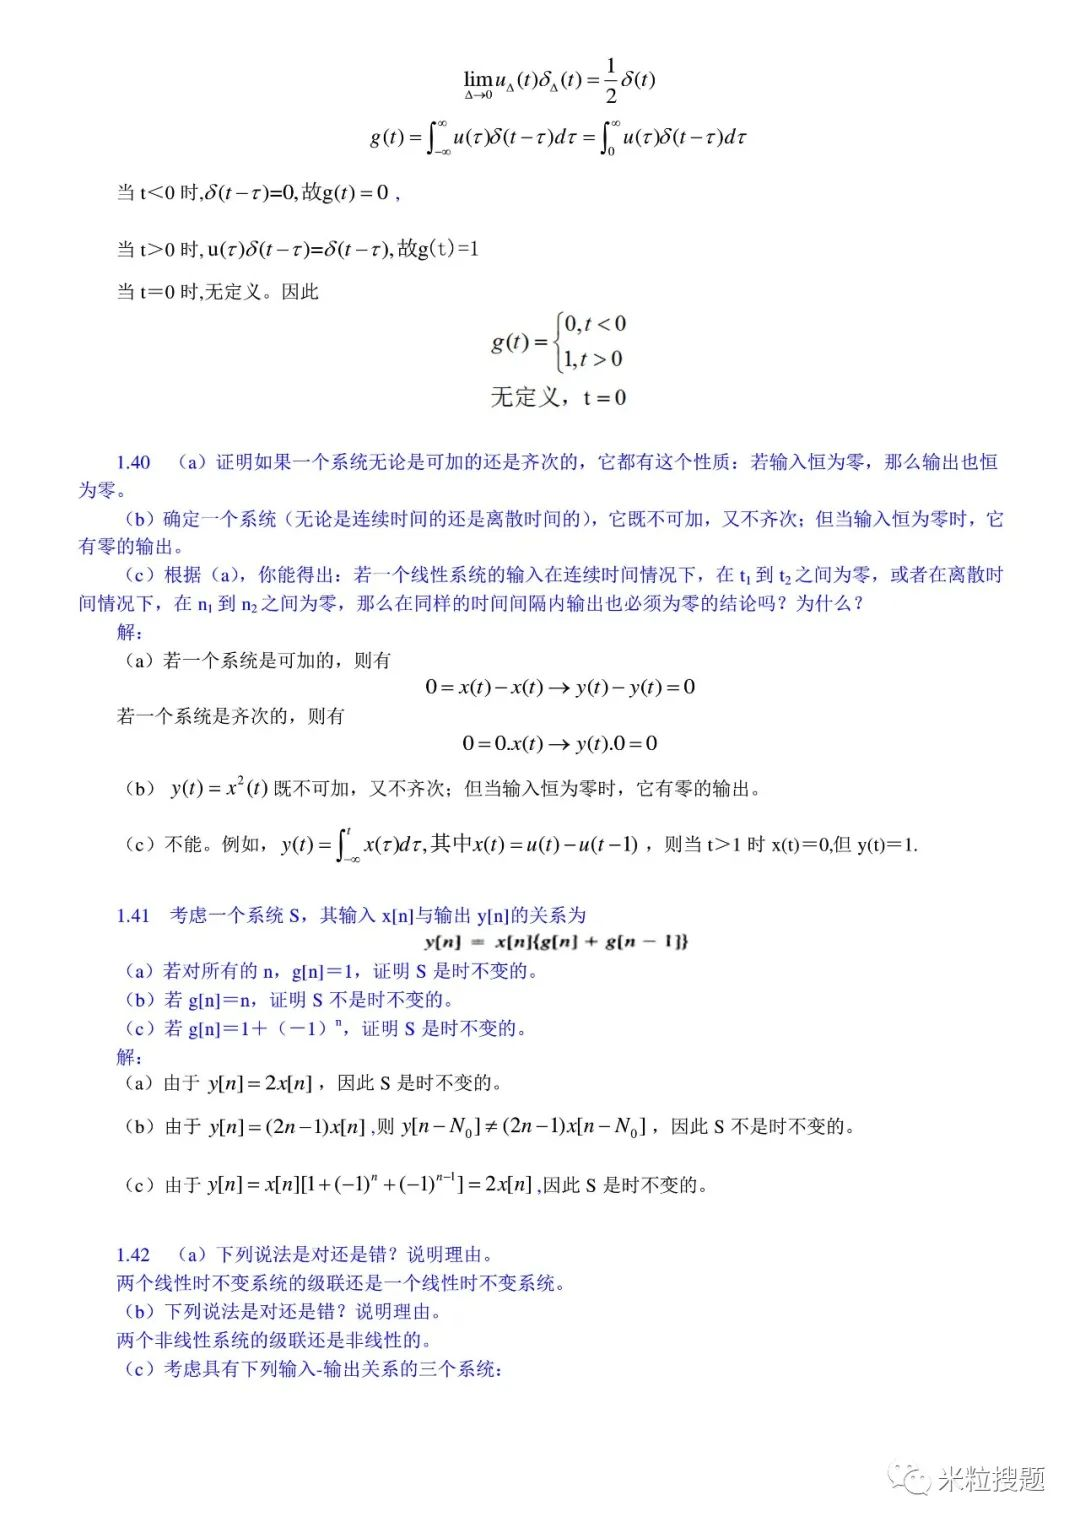 lim u_Δ(t)δ_Δ(t) = 1/2 δ(t)
Δ→0
g(t) = ∫_{-∞}^{∞} u(τ)δ(t−τ)dτ = ∫_0^∞ u(τ)δ(t−τ)dτ
当 t＜0 时,δ(t−τ)=0,故g(t) = 0 ,
当 t＞0 时, u(τ)δ(t−τ)=δ(t−τ),故g(t)=1
当 t＝0 时,无定义。因此
g(t) = {0, t < 0
1, t > 0
无定义，t = 0
1.40 （a）证明如果一个系统无论是可加的还是齐次的，它都有这个性质：若输入恒为零，那么输出也恒
为零。
（b）确定一个系统（无论是连续时间的还是离散时间的），它既不可加，又不齐次；但当输入恒为零时，它
有零的输出。
（c）根据（a），你能得出：若一个线性系统的输入在连续时间情况下，在 t₁ 到 t₂ 之间为零，或者在离散时
间情况下，在 n₁ 到 n₂ 之间为零，那么在同样的时间间隔内输出也必须为零的结论吗？为什么？
解：
（a）若一个系统是可加的，则有
0 = x(t) − x(t) → y(t) − y(t) = 0
若一个系统是齐次的，则有
0 = 0.x(t) → y(t).0 = 0
（b） y(t) = x²(t) 既不可加，又不齐次；但当输入恒为零时，它有零的输出。
（c）不能。例如，y(t) = ∫_{-∞}^{t} x(τ)dτ,其中x(t) = u(t) − u(t −1) ，则当 t＞1 时 x(t)＝0,但 y(t)＝1.
1.41 考虑一个系统 S，其输入 x[n]与输出 y[n]的关系为
y[n] = x[n]{g[n] + g[n − 1]}
（a）若对所有的 n，g[n]＝1，证明 S 是时不变的。
（b）若 g[n]＝n，证明 S 不是时不变的。
（c）若 g[n]＝1＋（－1）ⁿ，证明 S 是时不变的。
解：
（a）由于 y[n] = 2x[n] ，因此 S 是时不变的。
（b）由于 y[n] = (2n −1)x[n] ,则 y[n − N₀] ≠ (2n −1)x[n − N₀] ，因此 S 不是时不变的。
（c）由于 y[n] = x[n][1 + (−1)ⁿ + (−1)ⁿ⁻¹] = 2x[n] ,因此 S 是时不变的。
1.42 （a）下列说法是对还是错？说明理由。
两个线性时不变系统的级联还是一个线性时不变系统。
（b）下列说法是对还是错？说明理由。
两个非线性系统的级联还是非线性的。
（c）考虑具有下列输入-输出关系的三个系统：
米粒搜题